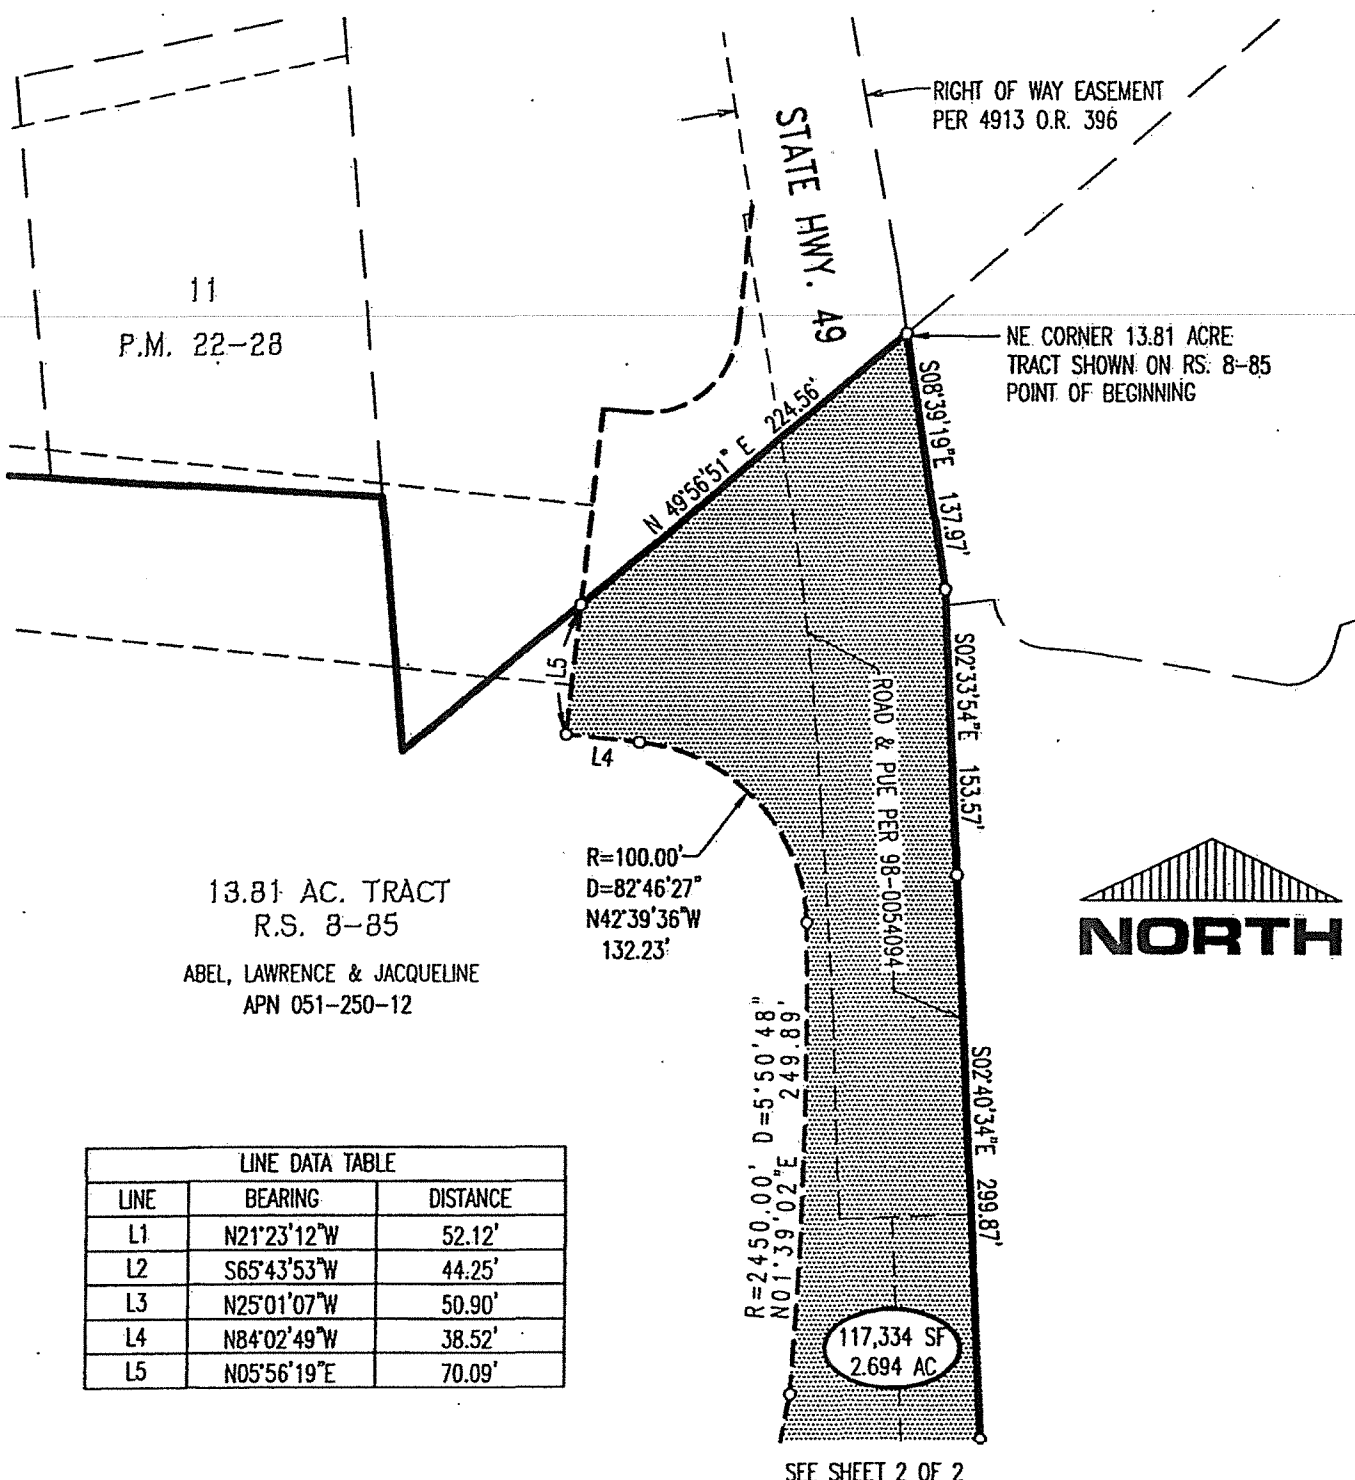 RIGHT OF WAY EASEMENT
PER 4913 O.R. 396
STATE HWY. 49
11
P.M. 22-28
NE CORNER 13.81 ACRE
TRACT SHOWN ON RS. 8-85
POINT OF BEGINNING
N 49°56'51" E 224.56'
S08°39'19"E 137.97'
L5
L4
S02°33'54"E 153.57'
ROAD & PUE PER 98-0054094
R=100.00'
D=82°46'27"
N42°39'36"W
132.23'
13.81 AC. TRACT
R.S. 8-85
ABEL, LAWRENCE & JACQUELINE
APN 051-250-12
NORTH
R=2450.00' D=5°50'48"
N01°39'02"E 249.89'
S02°40'34"E 299.87'
LINE DATA TABLE
LINE BEARING DISTANCE
L1 N21°23'12"W 52.12'
L2 S65°43'53"W 44.25'
L3 N25°01'07"W 50.90'
L4 N84°02'49"W 38.52'
L5 N05°56'19"E 70.09'
117,334 SF
2.694 AC
SEE SHEET 2 OF 2